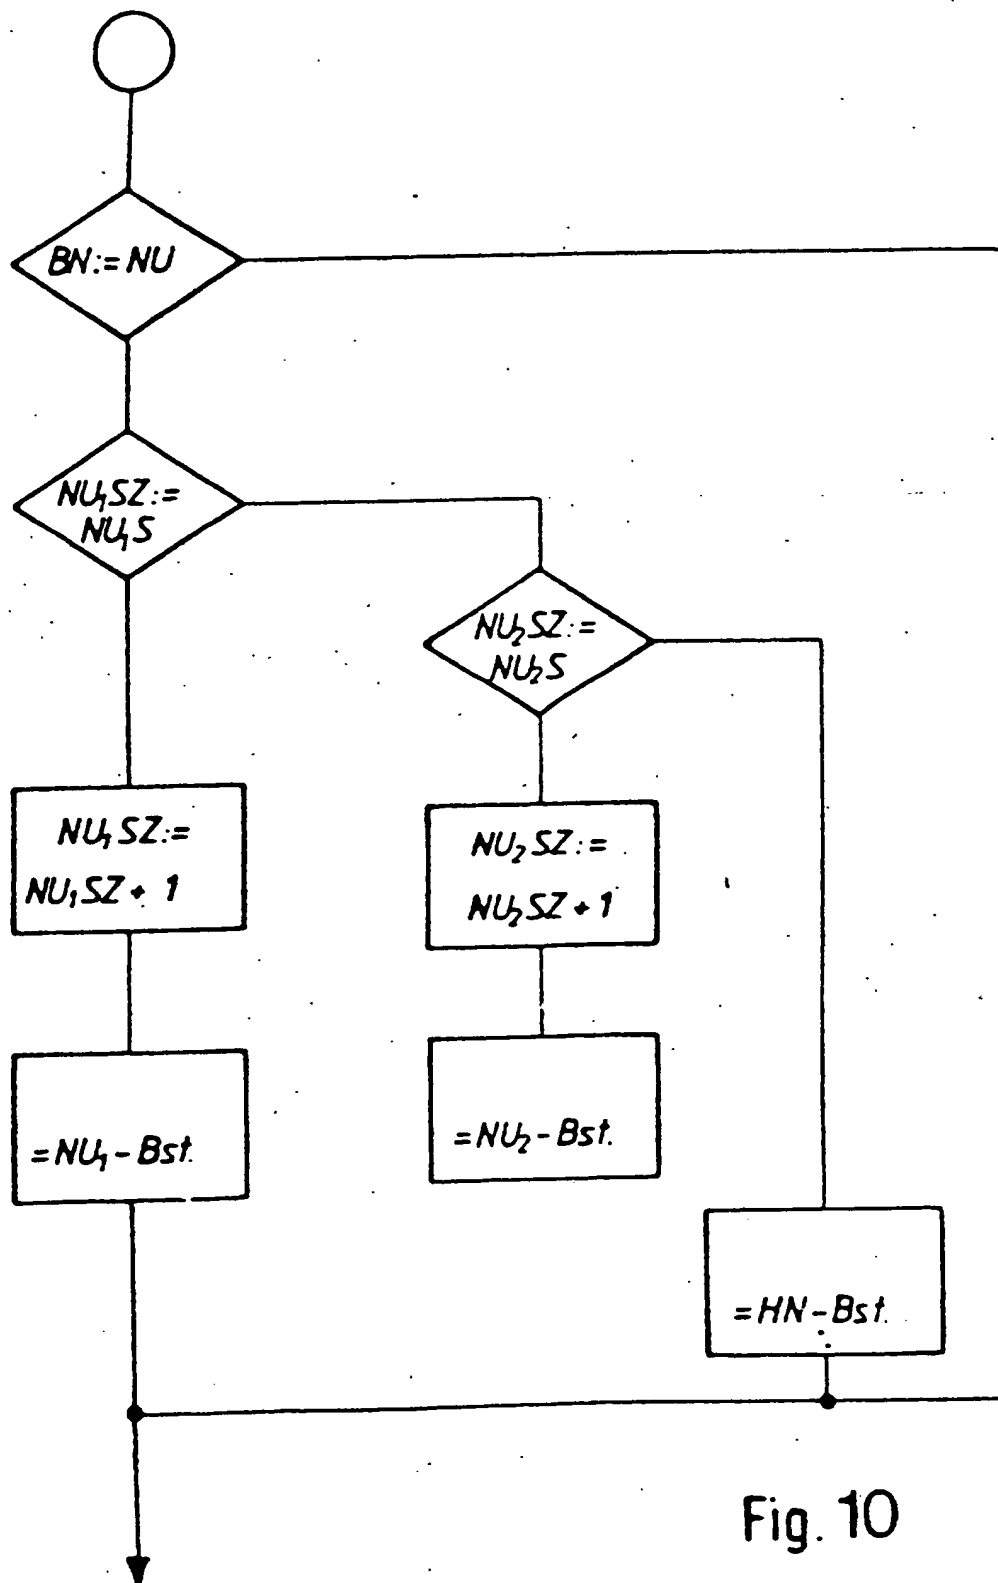 BN:=NU
NU₁SZ:=
NU₁S
NU₂SZ:=
NU₂S
NU₁SZ:=
NU₁SZ+1
NU₂SZ:=
NU₂SZ+1
=NU₁-Bst.
=NU₂-Bst.
=HN-Bst.
Fig. 10